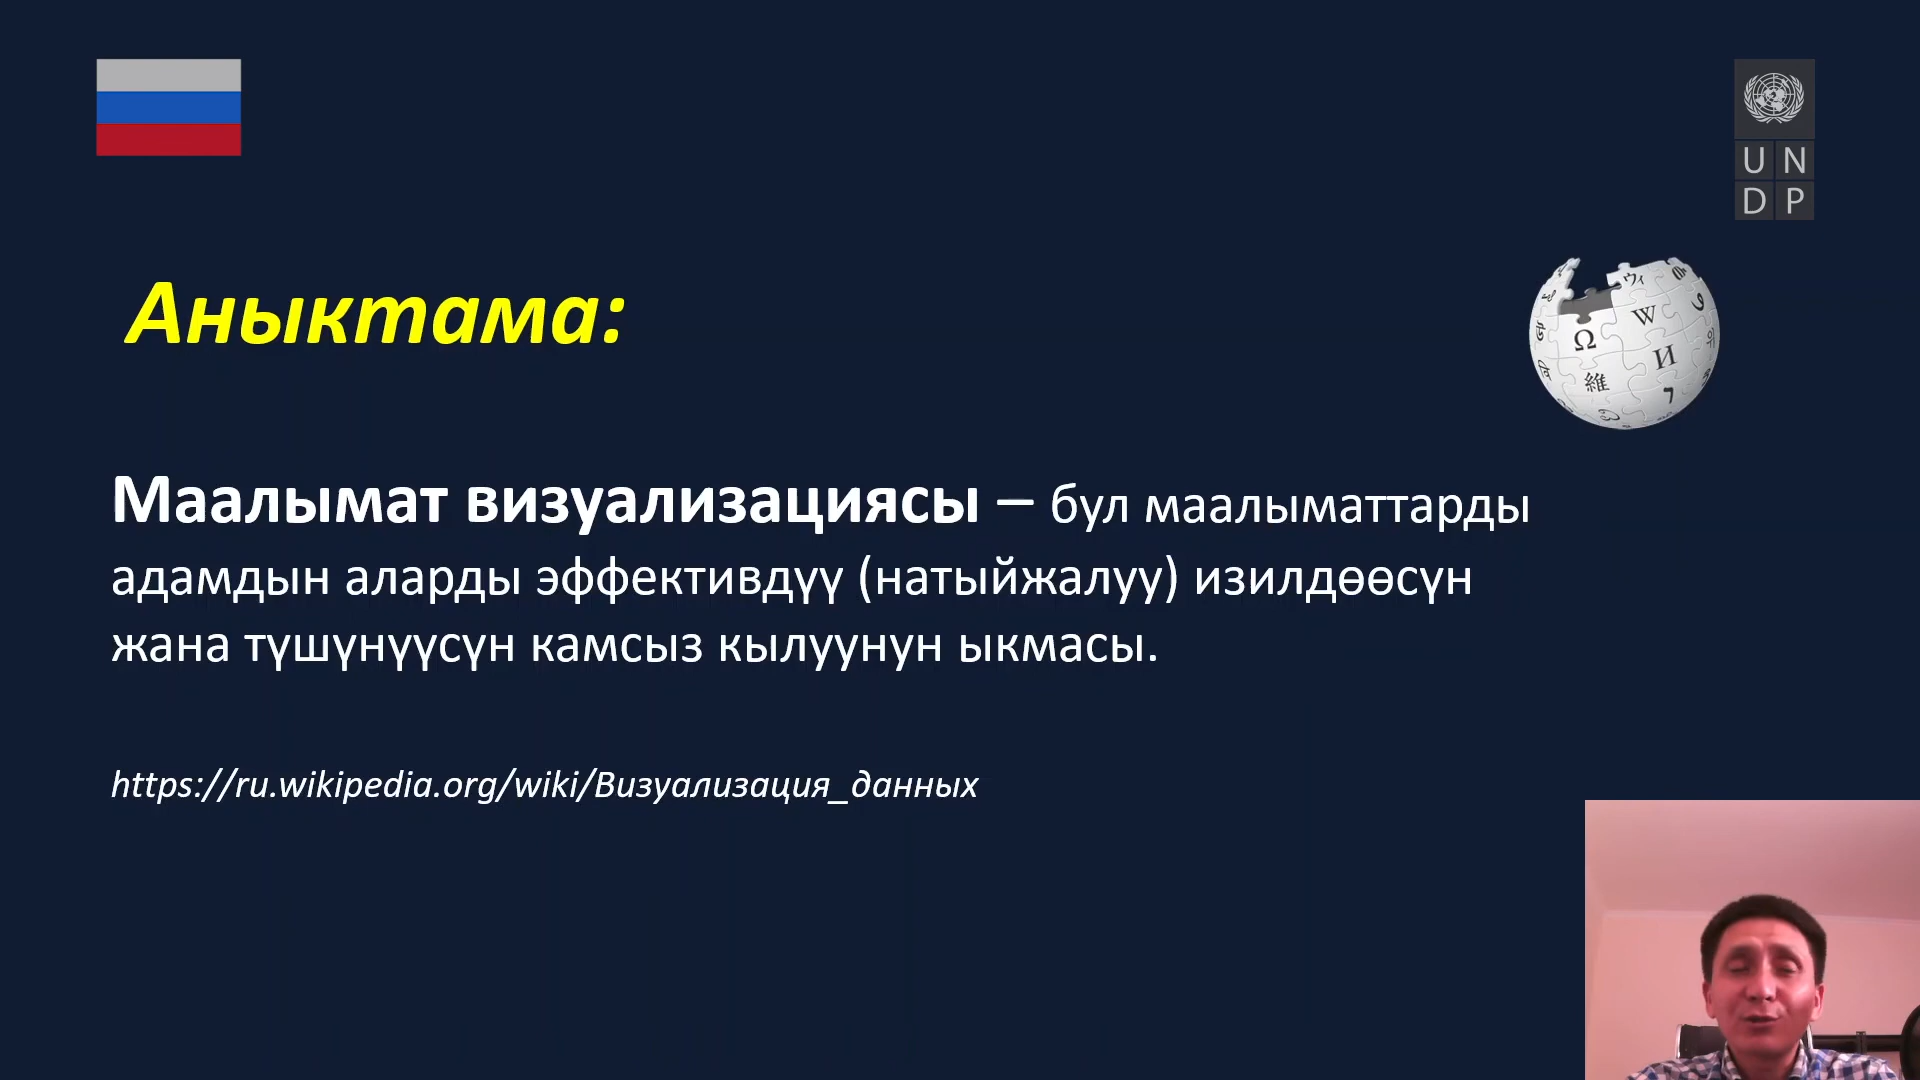 U N
D P
Аныктама:
W
Ω
И
維
Маалымат визуализациясы – бул маалыматтарды
адамдын аларды эффективдүү (натыйжалуу) изилдөөсүн
жана түшүнүүсүн камсыз кылуунун ыкмасы.
https://ru.wikipedia.org/wiki/Визуализация_данных